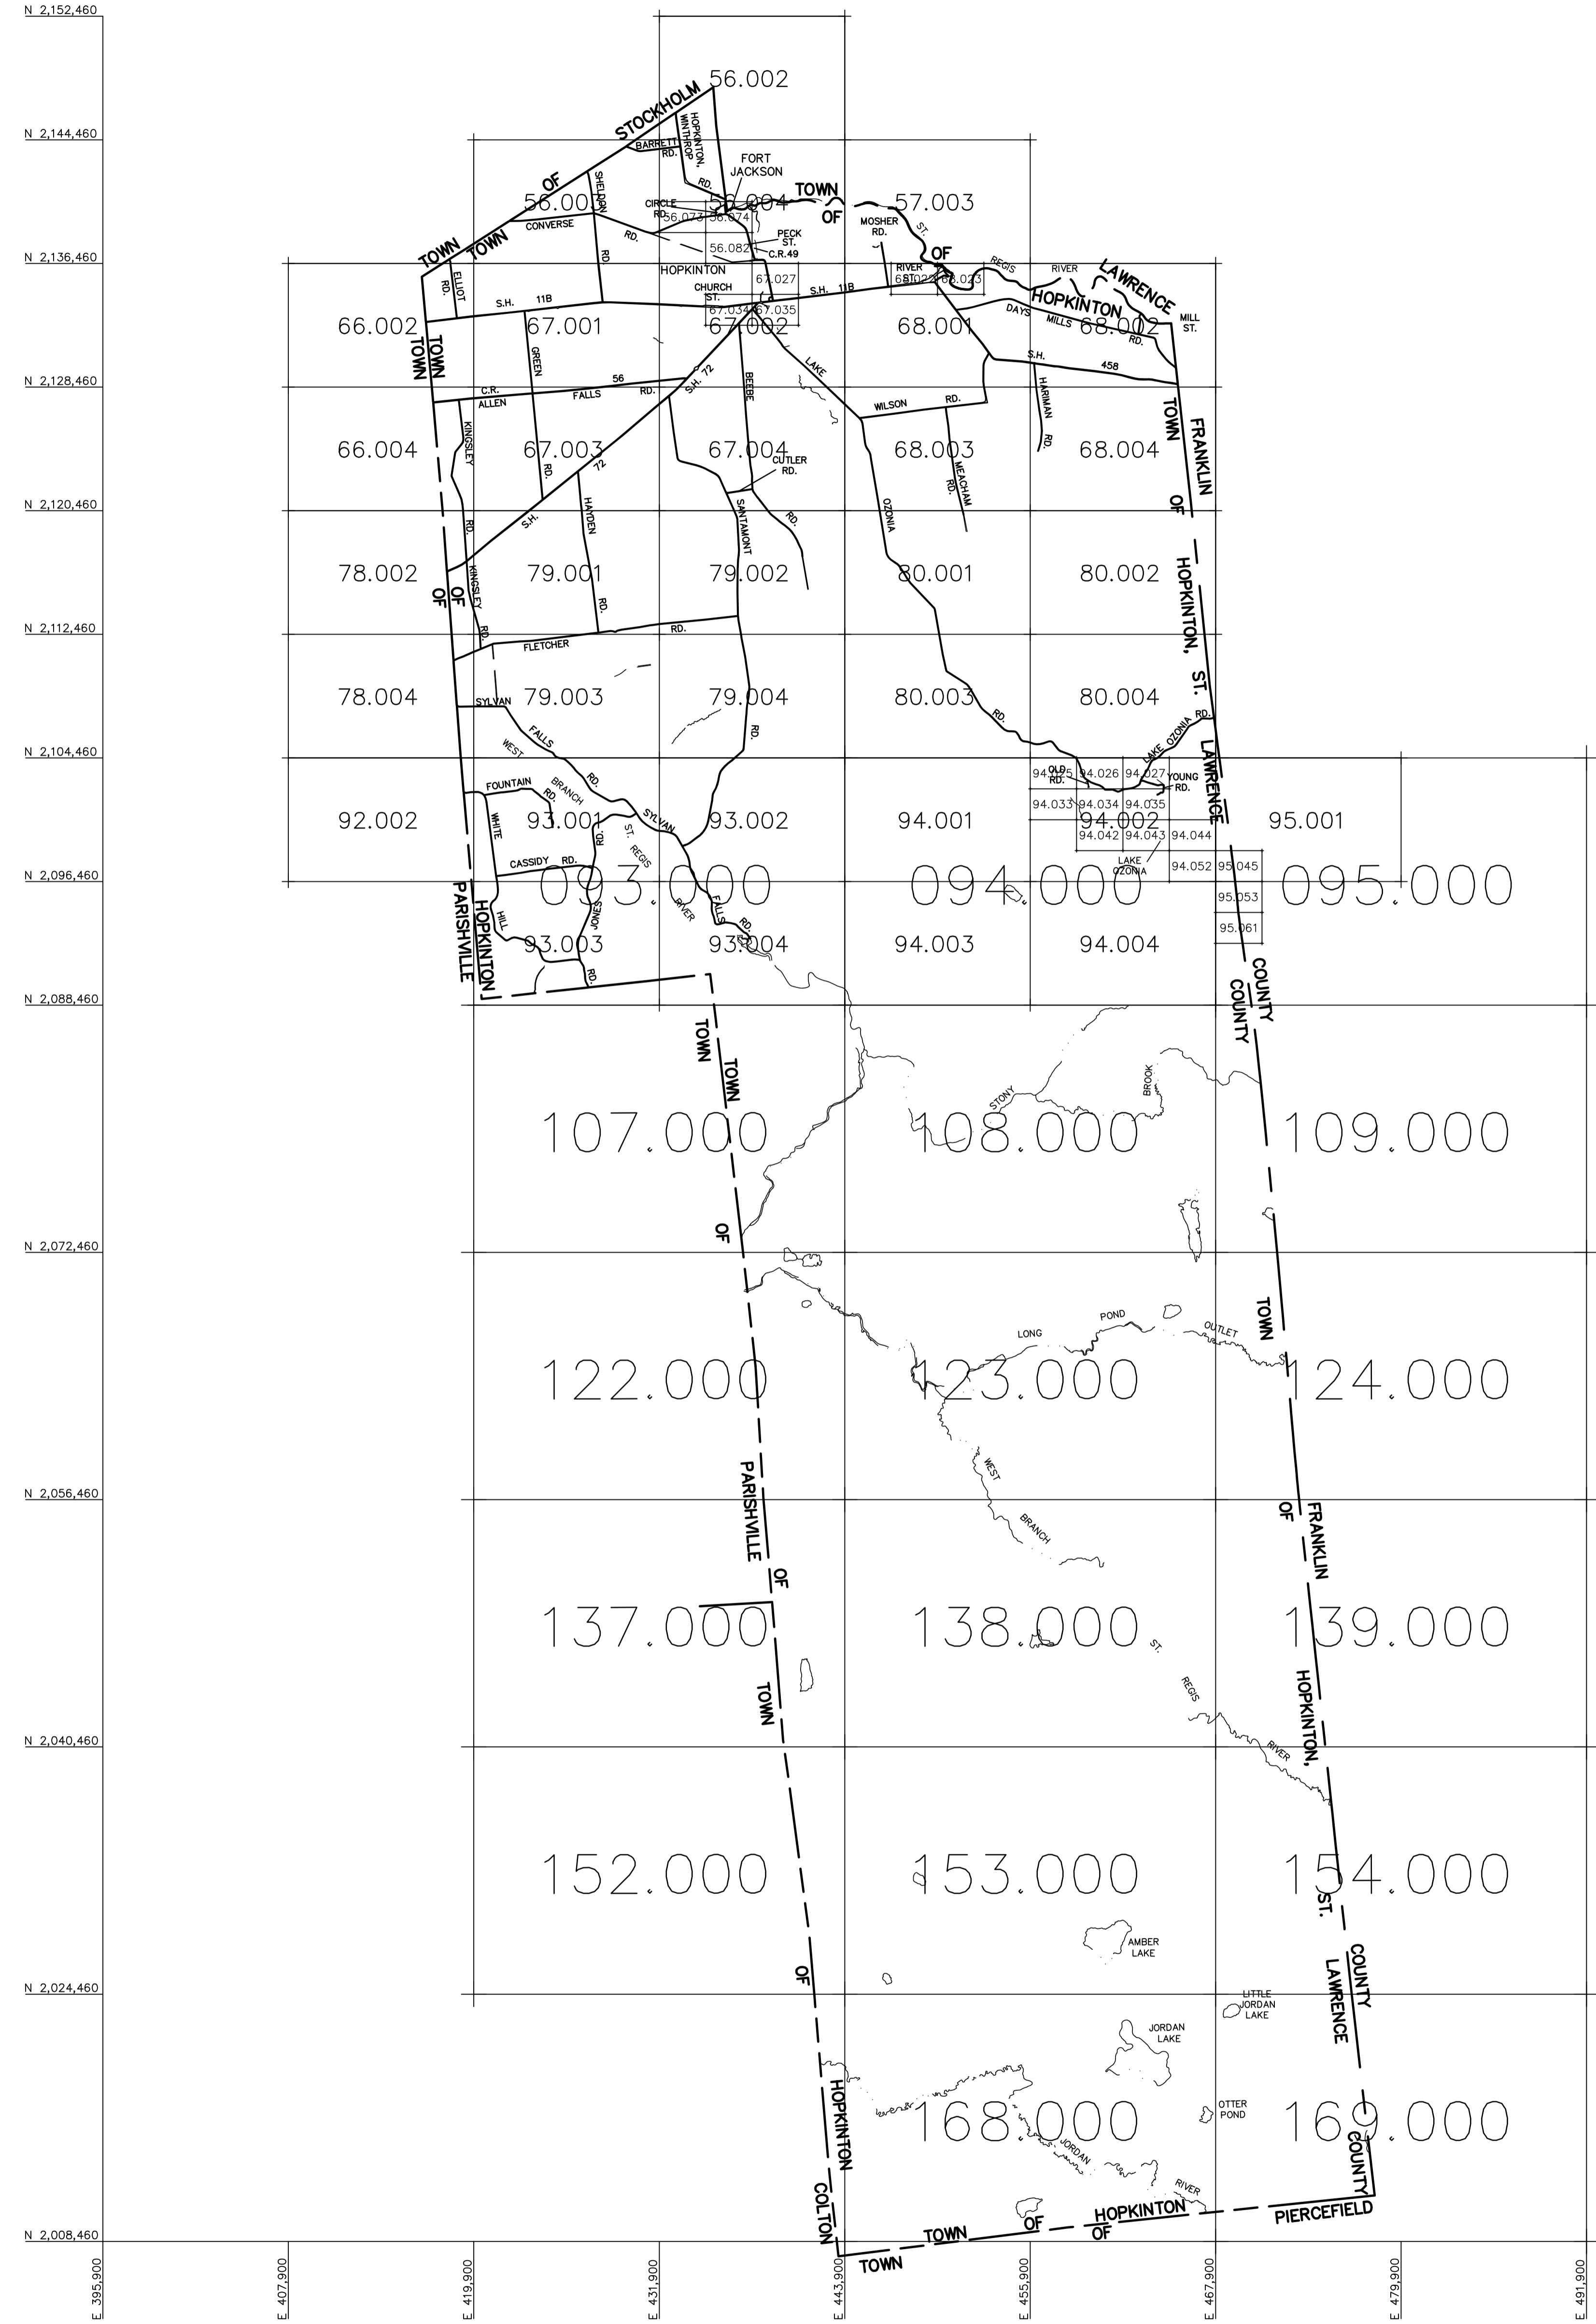 N 2,152,460
56.002
TOWN OF STOCKHOLM
N 2,144,460
HOPKINTON,
WINTHROP
RD.
BARRETT
RD.
FORT
JACKSON
SHELDON
RD.
56.003
56.004
57.003
TOWN OF
CIRCLE
RD.
56.073
56.074
MOSHER
RD.
ST.
CONVERSE
RD.
PECK
ST.
C.R.49
56.082
TOWN
OF
REGIS
RIVER
LAWRENCE
N 2,136,460
ELLIOT
RD.
HOPKINTON
67.027
RIVER
ST.
68.022
68.023
CHURCH
ST.
S.H. 11B
S.H. 11B
HOPKINTON
67.034
67.035
DAYS MILLS RD.
MILL
ST.
66.002
67.001
67.002
68.001
68.002
TOWN
TOWN
GREEN
RD.
S.H. 72
BEEBE
RD.
LAKE
S.H. 458
N 2,128,460
C.R. 56
ALLEN FALLS RD.
HARIMAN
RD.
WILSON RD.
TOWN
FRANKLIN
KINGSLEY
RD.
66.004
67.003
67.004
68.003
68.004
72
CUTLER
RD.
MEACHAM
RD.
N 2,120,460
S.H.
HAYDEN
RD.
SANTAMONT
OZONIA
OF
78.002
79.001
79.002
80.001
80.002
OF
OF
KINGSLEY
RD.
HOPKINTON, ST.
N 2,112,460
FLETCHER RD.
78.004
79.003
79.004
80.003
80.004
SYLVAN
FALLS
RD.
RD.
RD.
WEST
LAKE OZONIA RD.
N 2,104,460
LAWRENCE
94.025
94.026
94.027
OLD
RD.
YOUNG
RD.
FOUNTAIN
RD.
BRANCH
94.033
94.034
94.035
WHITE
SYLVAN
92.002
93.001
93.002
94.001
94.002
95.001
RD.
ST.
REGIS
94.042
94.043
94.044
CASSIDY RD.
LAKE
OZONIA
94.052
95.045
N 2,096,460
093.000
094.000
095.000
95.053
PARISHVILLE
HOPKINTON
HILL
JONES
RIVER
FALLS
RD.
95.061
93.003
93.004
94.003
94.004
RD.
COUNTY
COUNTY
N 2,088,460
TOWN
TOWN
STONY
BROOK
107.000
108.000
109.000
OF
N 2,072,460
TOWN
LONG POND OUTLET
122.000
123.000
124.000
WEST
PARISHVILLE
N 2,056,460
OF
FRANKLIN
BRANCH
OF
137.000
138.000
139.000
ST.
TOWN
REGIS
HOPKINTON,
N 2,040,460
RIVER
152.000
153.000
154.000
ST.
AMBER
LAKE
COUNTY
LAWRENCE
OF
N 2,024,460
LITTLE
JORDAN
LAKE
JORDAN
LAKE
HOPKINTON
168.000
169.000
OTTER
POND
JORDAN
RIVER
COUNTY
COLTON
TOWN OF HOPKINTON
TOWN OF PIERCEFIELD
N 2,008,460
E 395,900
E 407,900
E 419,900
E 431,900
E 443,900
E 455,900
E 467,900
E 479,900
E 491,900